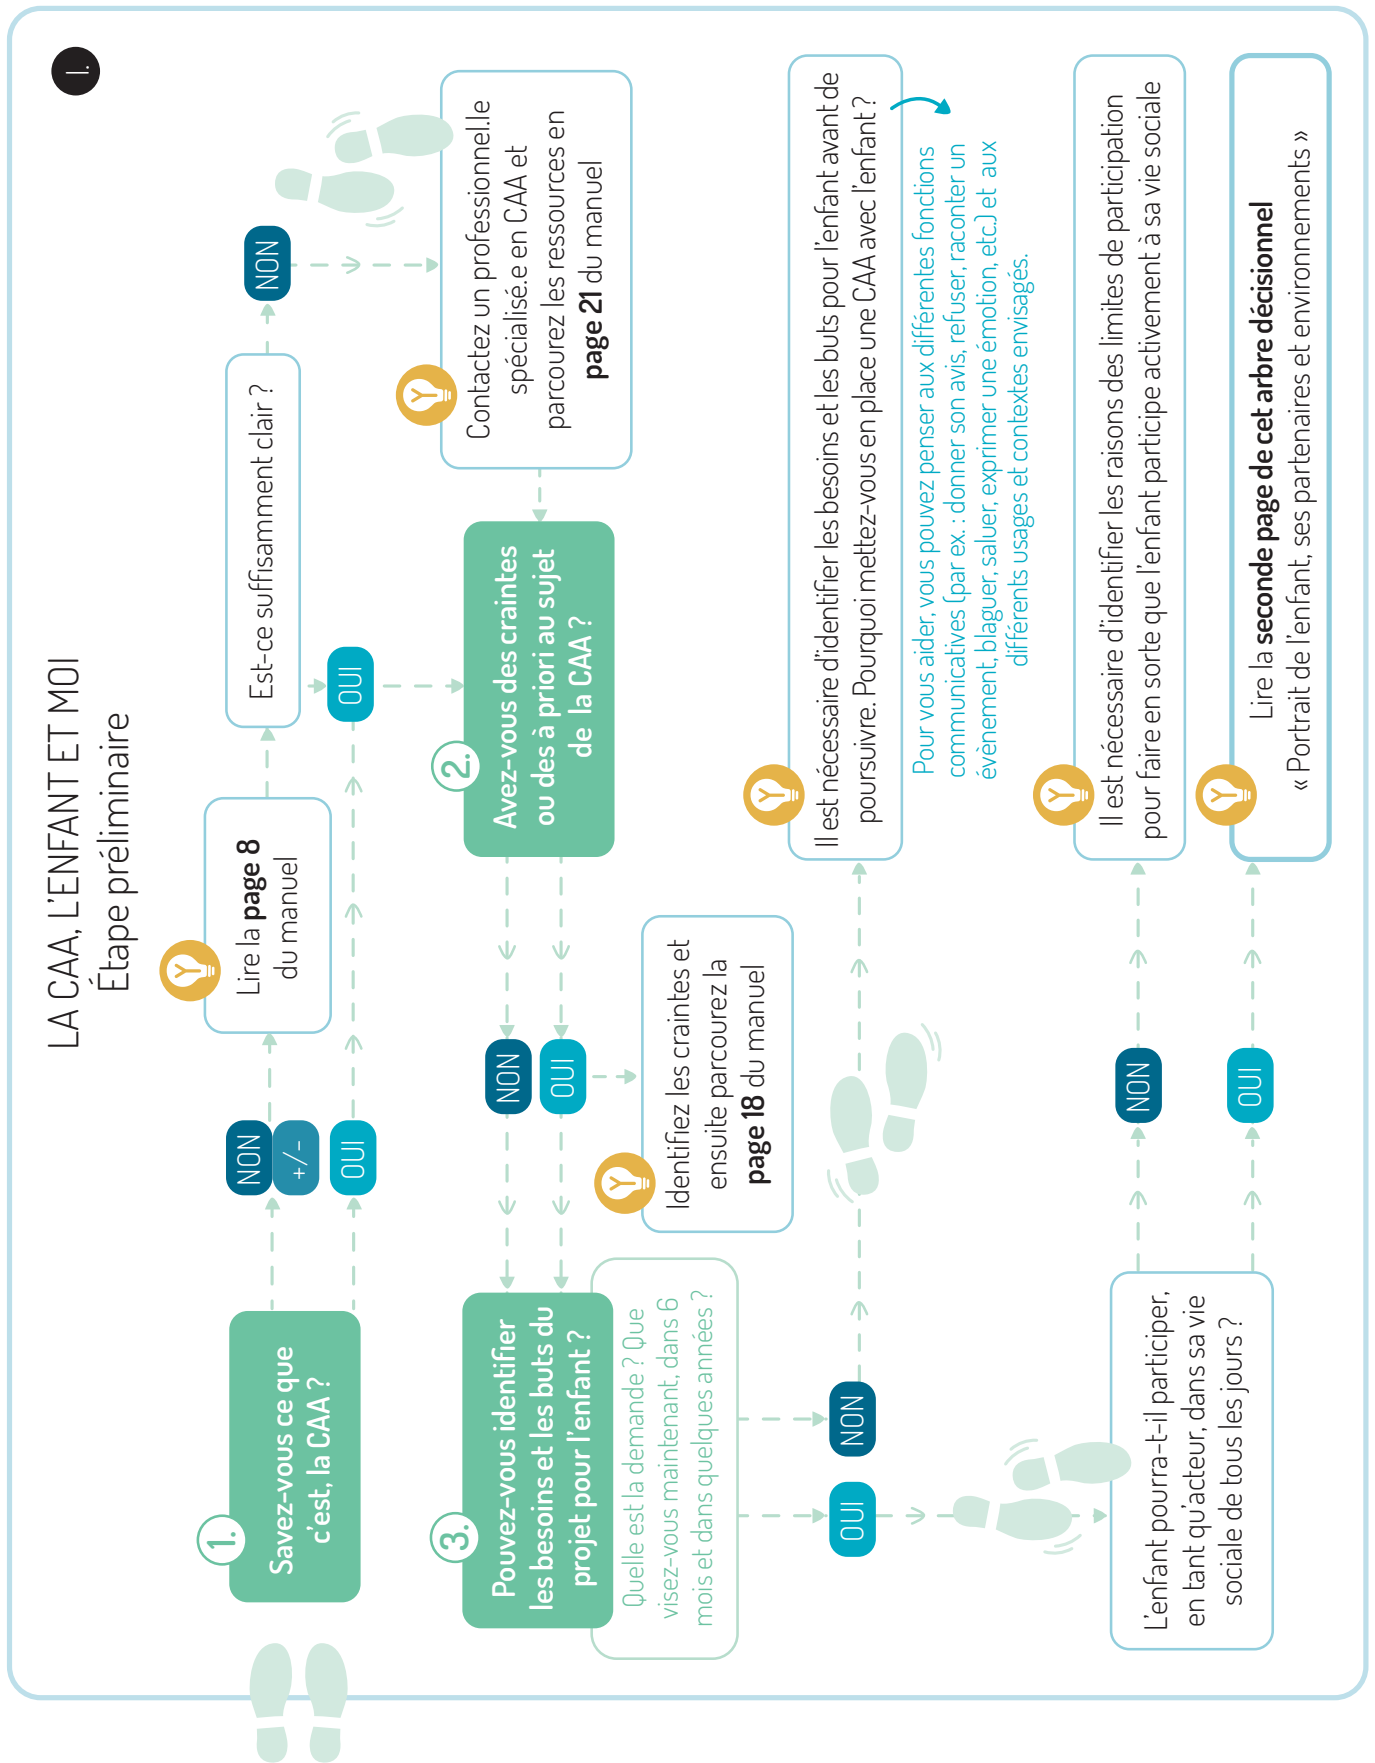 LA CAA, L'ENFANT ET MOI
Étape préliminaire
I.
1.
Savez-vous ce que
c'est, la CAA ?
NON
+/-
OUI
Lire la page 8
du manuel
Est-ce suffisamment clair ?
NON
OUI
Contactez un professionnel.le
spécialisé.e en CAA et
parcourez les ressources en
page 21 du manuel
2.
Avez-vous des craintes
ou des à priori au sujet
de la CAA ?
NON
OUI
Identifiez les craintes et
ensuite parcourez la
page 18 du manuel
3.
Pouvez-vous identifier
les besoins et les buts du
projet pour l'enfant ?
Quelle est la demande ? Que
visez-vous maintenant, dans 6
mois et dans quelques années ?
NON
OUI
Il est nécessaire d'identifier les besoins et les buts pour l'enfant avant de
poursuivre. Pourquoi mettez-vous en place une CAA avec l'enfant ?
Pour vous aider, vous pouvez penser aux différentes fonctions
communicatives (par ex. : donner son avis, refuser, raconter un
évènement, blaguer, saluer, exprimer une émotion, etc.) et aux
différents usages et contextes envisagés.
L'enfant pourra-t-il participer,
en tant qu'acteur, dans sa vie
sociale de tous les jours ?
NON
OUI
Il est nécessaire d'identifier les raisons des limites de participation
pour faire en sorte que l'enfant participe activement à sa vie sociale
Lire la seconde page de cet arbre décisionnel
« Portrait de l'enfant, ses partenaires et environnements »